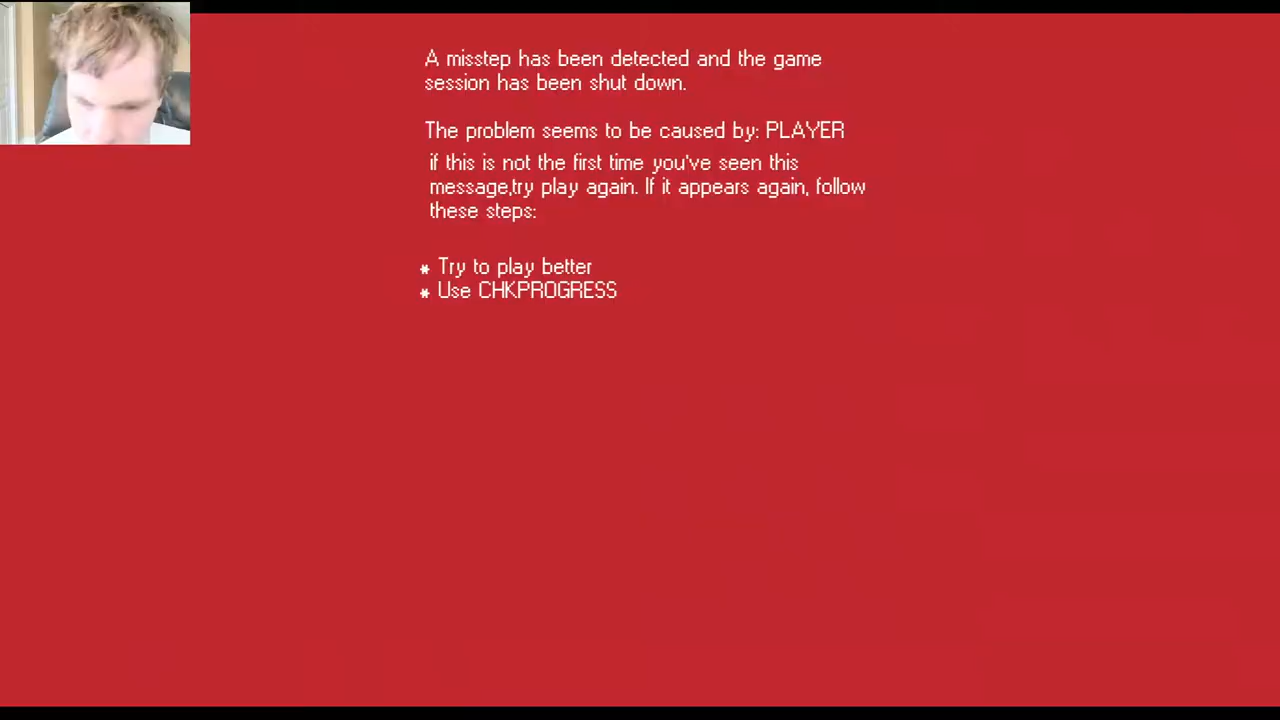 A misstep has been detected and the game
session has been shut down.
The problem seems to be caused by: PLAYER
if this is not the first time you've seen this
message,try play again. If it appears again, follow
these steps:
* Try to play better
* Use CHKPROGRESS